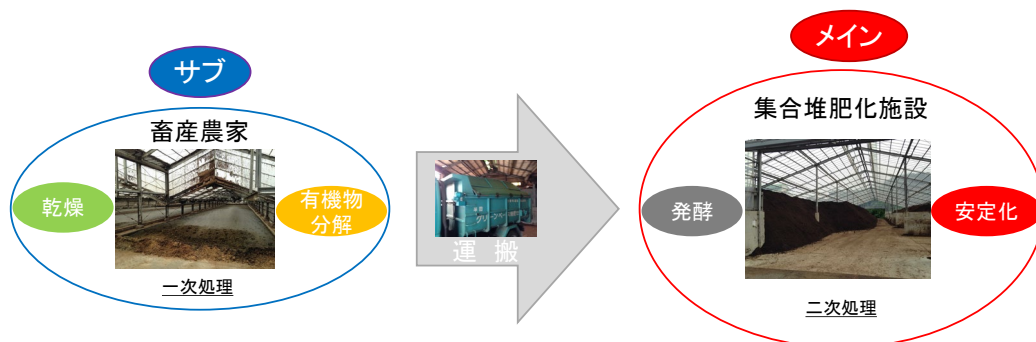 サブ
畜産農家
乾燥
有機物
分解
一次処理
運 搬
メイン
集合堆肥化施設
発酵
安定化
二次処理